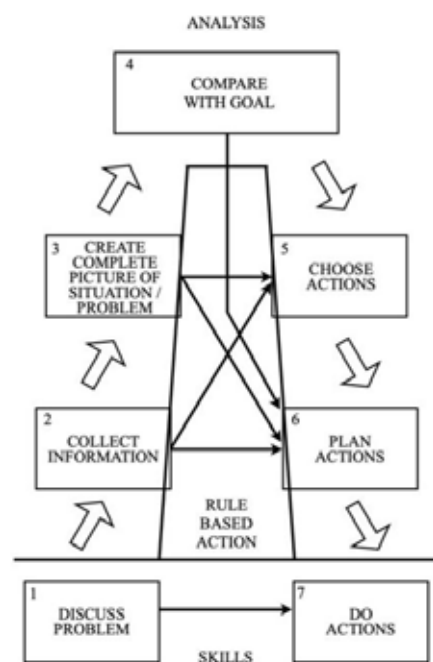 ANALYSIS
4
COMPARE
WITH GOAL
3
CREATE
COMPLETE
PICTURE OF
SITUATION /
PROBLEM
5
CHOOSE
ACTIONS
2
COLLECT
INFORMATION
6
PLAN
ACTIONS
RULE
BASED
ACTION
1
DISCUSS
PROBLEM
7
DO
ACTIONS
SKILLS